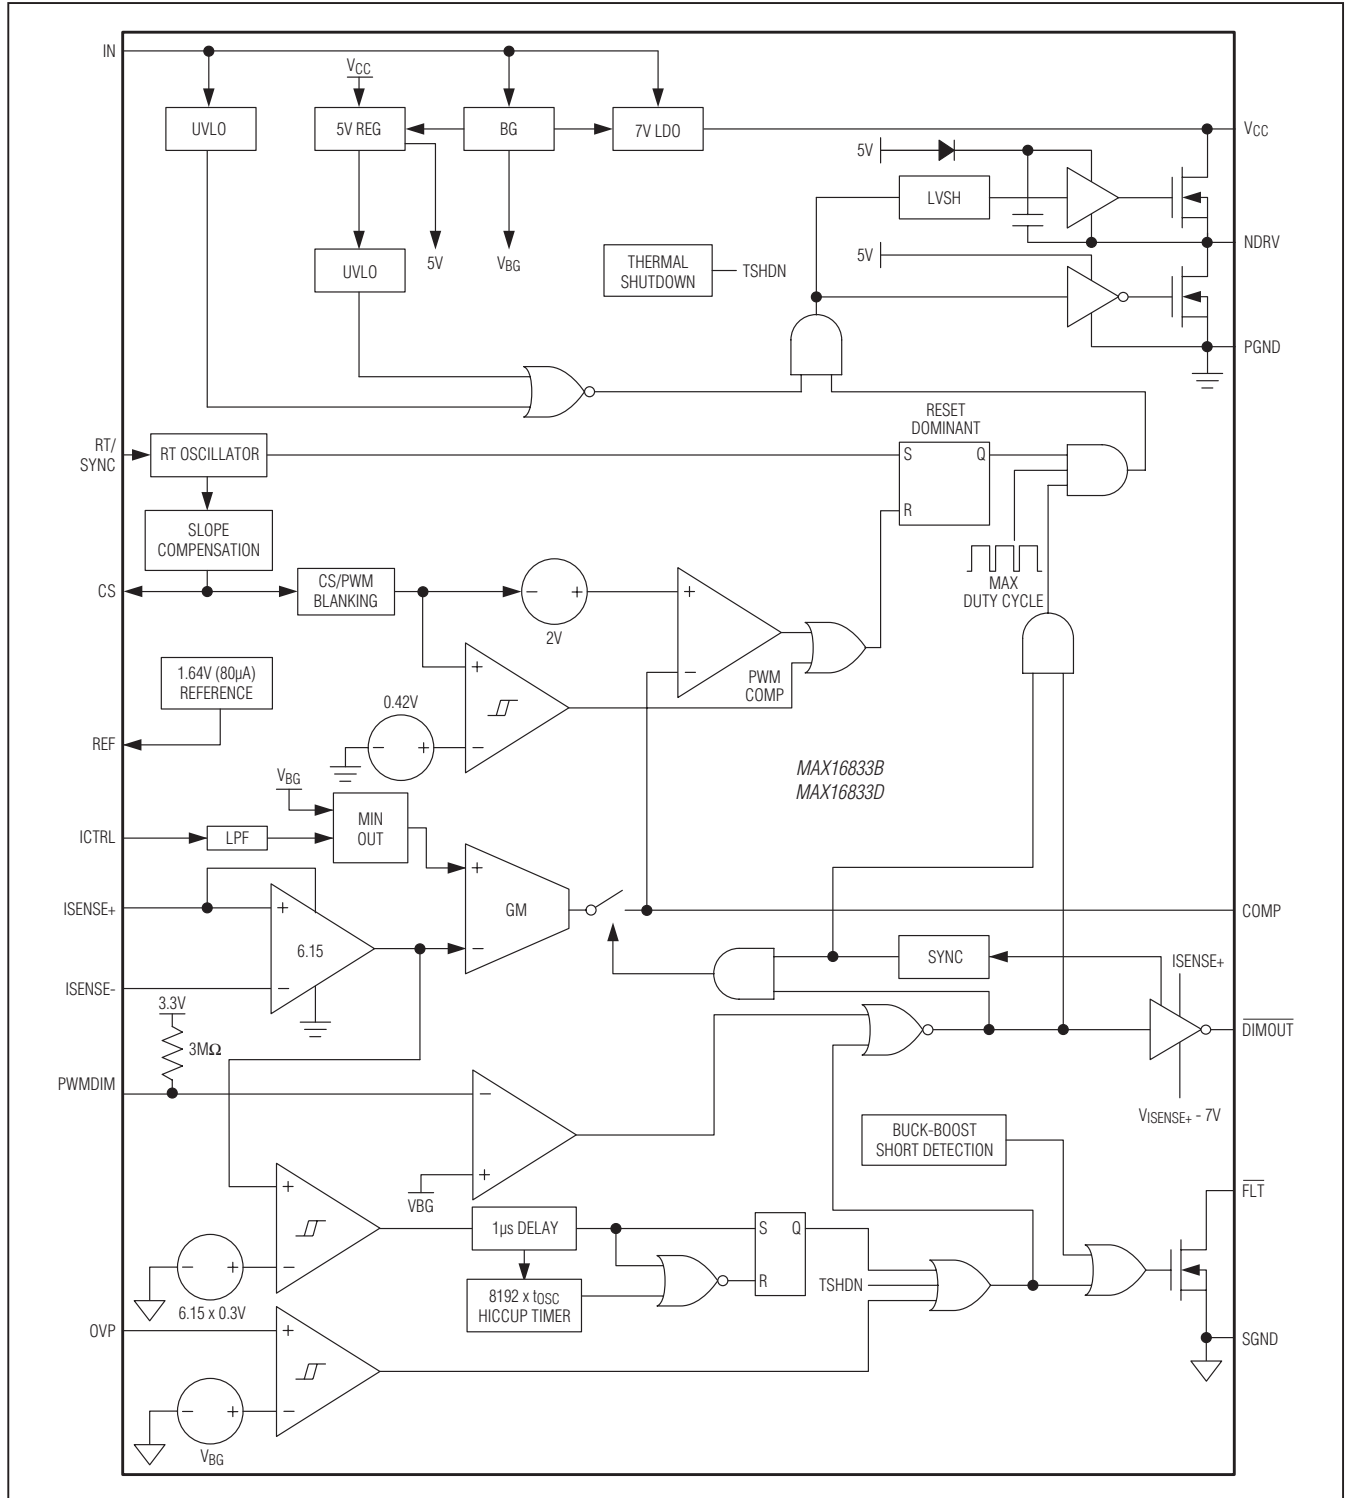 IN
VCC
UVLO
5V REG
BG
7V LDO
VCC
5V
LVSH
UVLO
5V
VBG
THERMAL
SHUTDOWN
TSHDN
5V
NDRV
PGND
RESET
DOMINANT
RT/
SYNC
RT OSCILLATOR
S
Q
R
SLOPE
COMPENSATION
CS
CS/PWM
BLANKING
-
+
2V
+
-
MAX
DUTY CYCLE
1.64V (80µA)
REFERENCE
+
-
PWM
COMP
0.42V
-
+
REF
MAX16833B
MAX16833D
VBG
MIN
OUT
ICTRL
LPF
+
-
GM
ISENSE+
+
6.15
-
COMP
ISENSE-
SYNC
ISENSE+
3.3V
3MΩ
DIMOUT
PWMDIM
-
+
VBG
VISENSE+ - 7V
BUCK-BOOST
SHORT DETECTION
FLT
+
-
1µs DELAY
S
Q
R
-
+
6.15 x 0.3V
8192 x tOSC
HICCUP TIMER
TSHDN
OVP
+
-
SGND
-
+
VBG